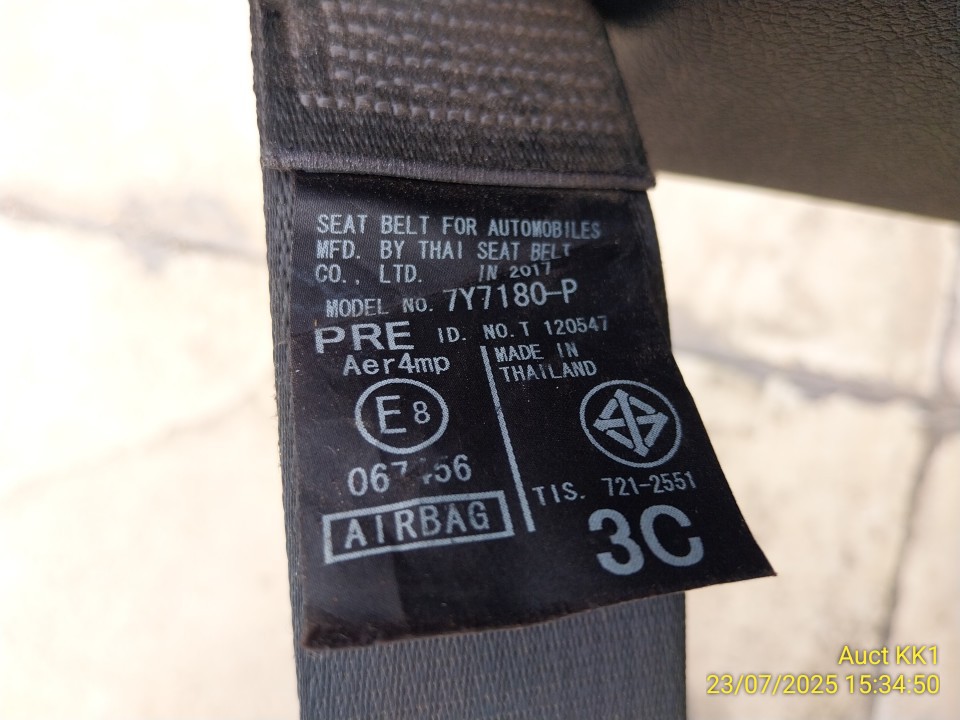 SEAT BELT FOR AUTOMOBILES
MFD. BY THAI SEAT BELT
CO., LTD. IN 2017
MODEL NO. 7Y7180-P
PRE ID. NO. T 120547
Aer4mp
E8
AIRBAG
MADE IN
THAILAND
TIS. 721-2551
3C
Auct KK1
23/07/2025 15:34:50